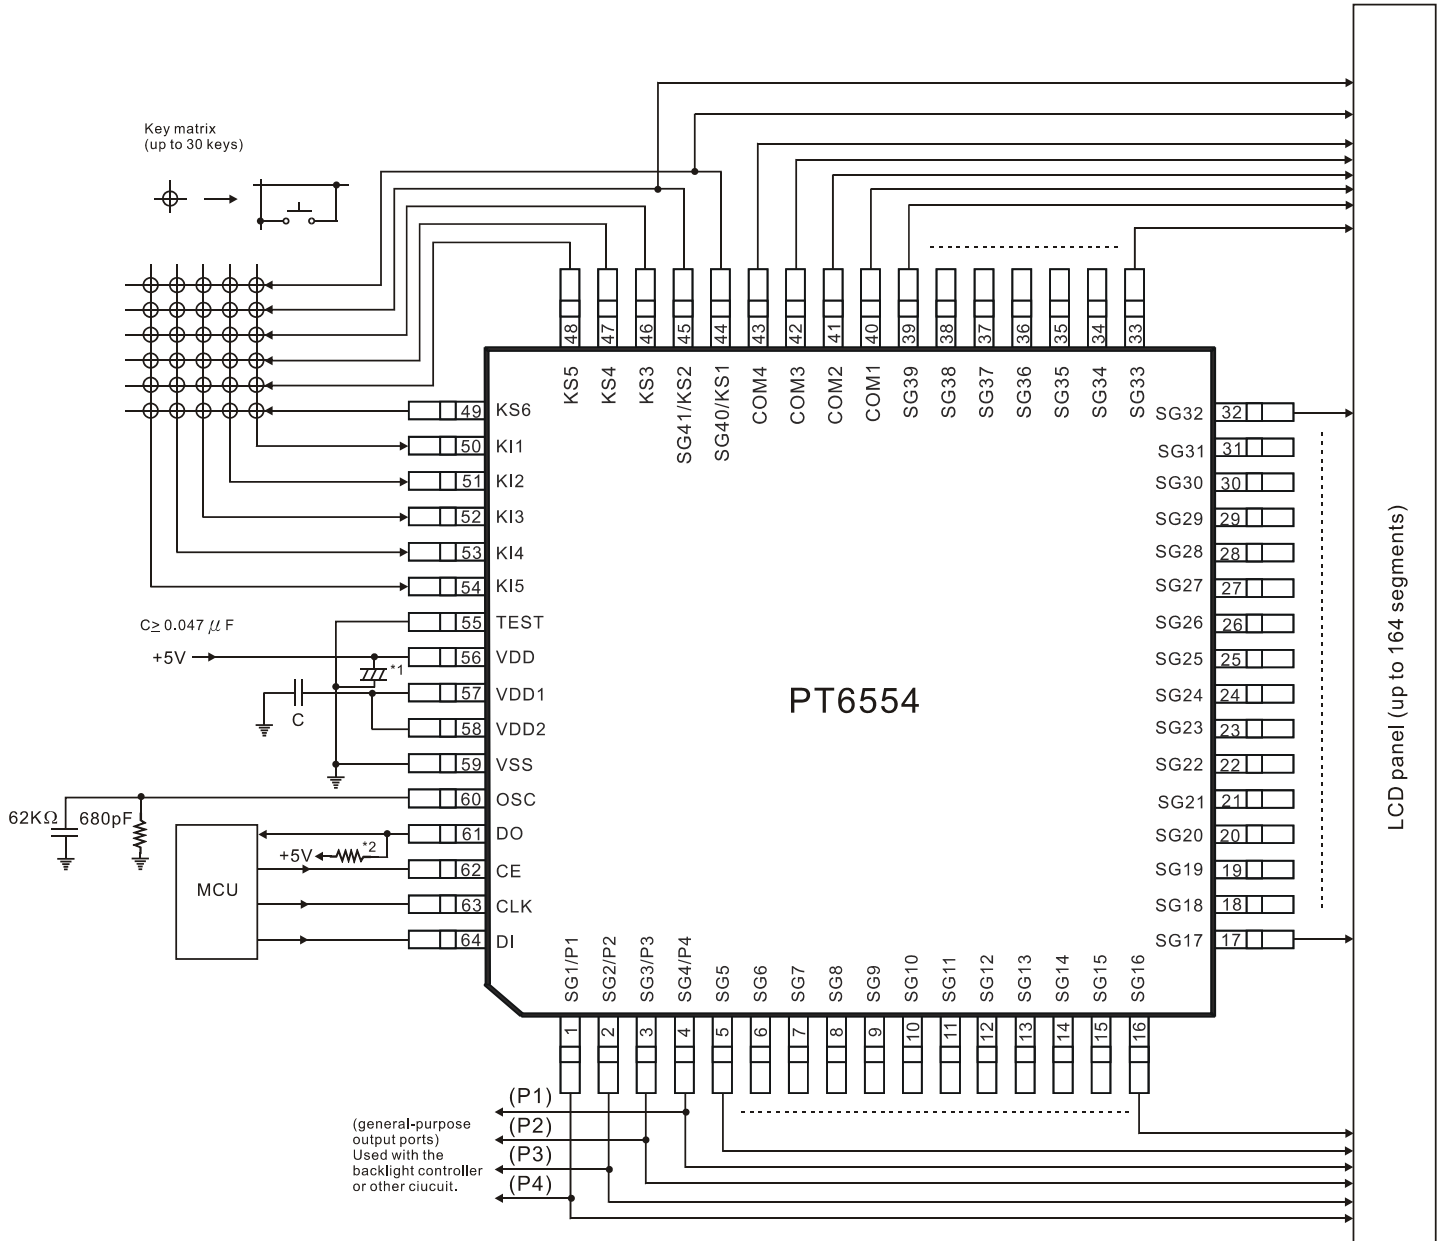 Key matrix
(up to 30 keys)
48
47
46
45
44
43
42
41
40
39
38
37
36
35
34
33
KS5
KS4
KS3
SG41/KS2
SG40/KS1
COM4
COM3
COM2
COM1
SG39
SG38
SG37
SG36
SG35
SG34
SG33
49 KS6
50 KI1
51 KI2
52 KI3
53 KI4
54 KI5
55 TEST
56 VDD
57 VDD1
58 VDD2
59 VSS
60 OSC
61 DO
62 CE
63 CLK
64 DI
C≥ 0.047 μ F
+5V
*1
C
62KΩ
680pF
+5V
*2
MCU
PT6554
SG32 32
SG31 31
SG30 30
SG29 29
SG28 28
SG27 27
SG26 26
SG25 25
SG24 24
SG23 23
SG22 22
SG21 21
SG20 20
SG19 19
SG18 18
SG17 17
LCD panel (up to 164 segments)
SG1/P1
SG2/P2
SG3/P3
SG4/P4
SG5
SG6
SG7
SG8
SG9
SG10
SG11
SG12
SG13
SG14
SG15
SG16
1
2
3
4
5
6
7
8
9
10
11
12
13
14
15
16
(P1)
(P2)
(P3)
(P4)
(general-purpose
output ports)
Used with the
backlight controller
or other ciucuit.